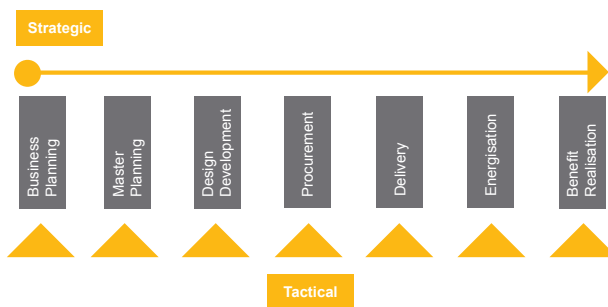 Strategic
Business
Planning
Master
Planning
Design
Development
Procurement
Delivery
Energisation
Benefit
Realisation
Tactical